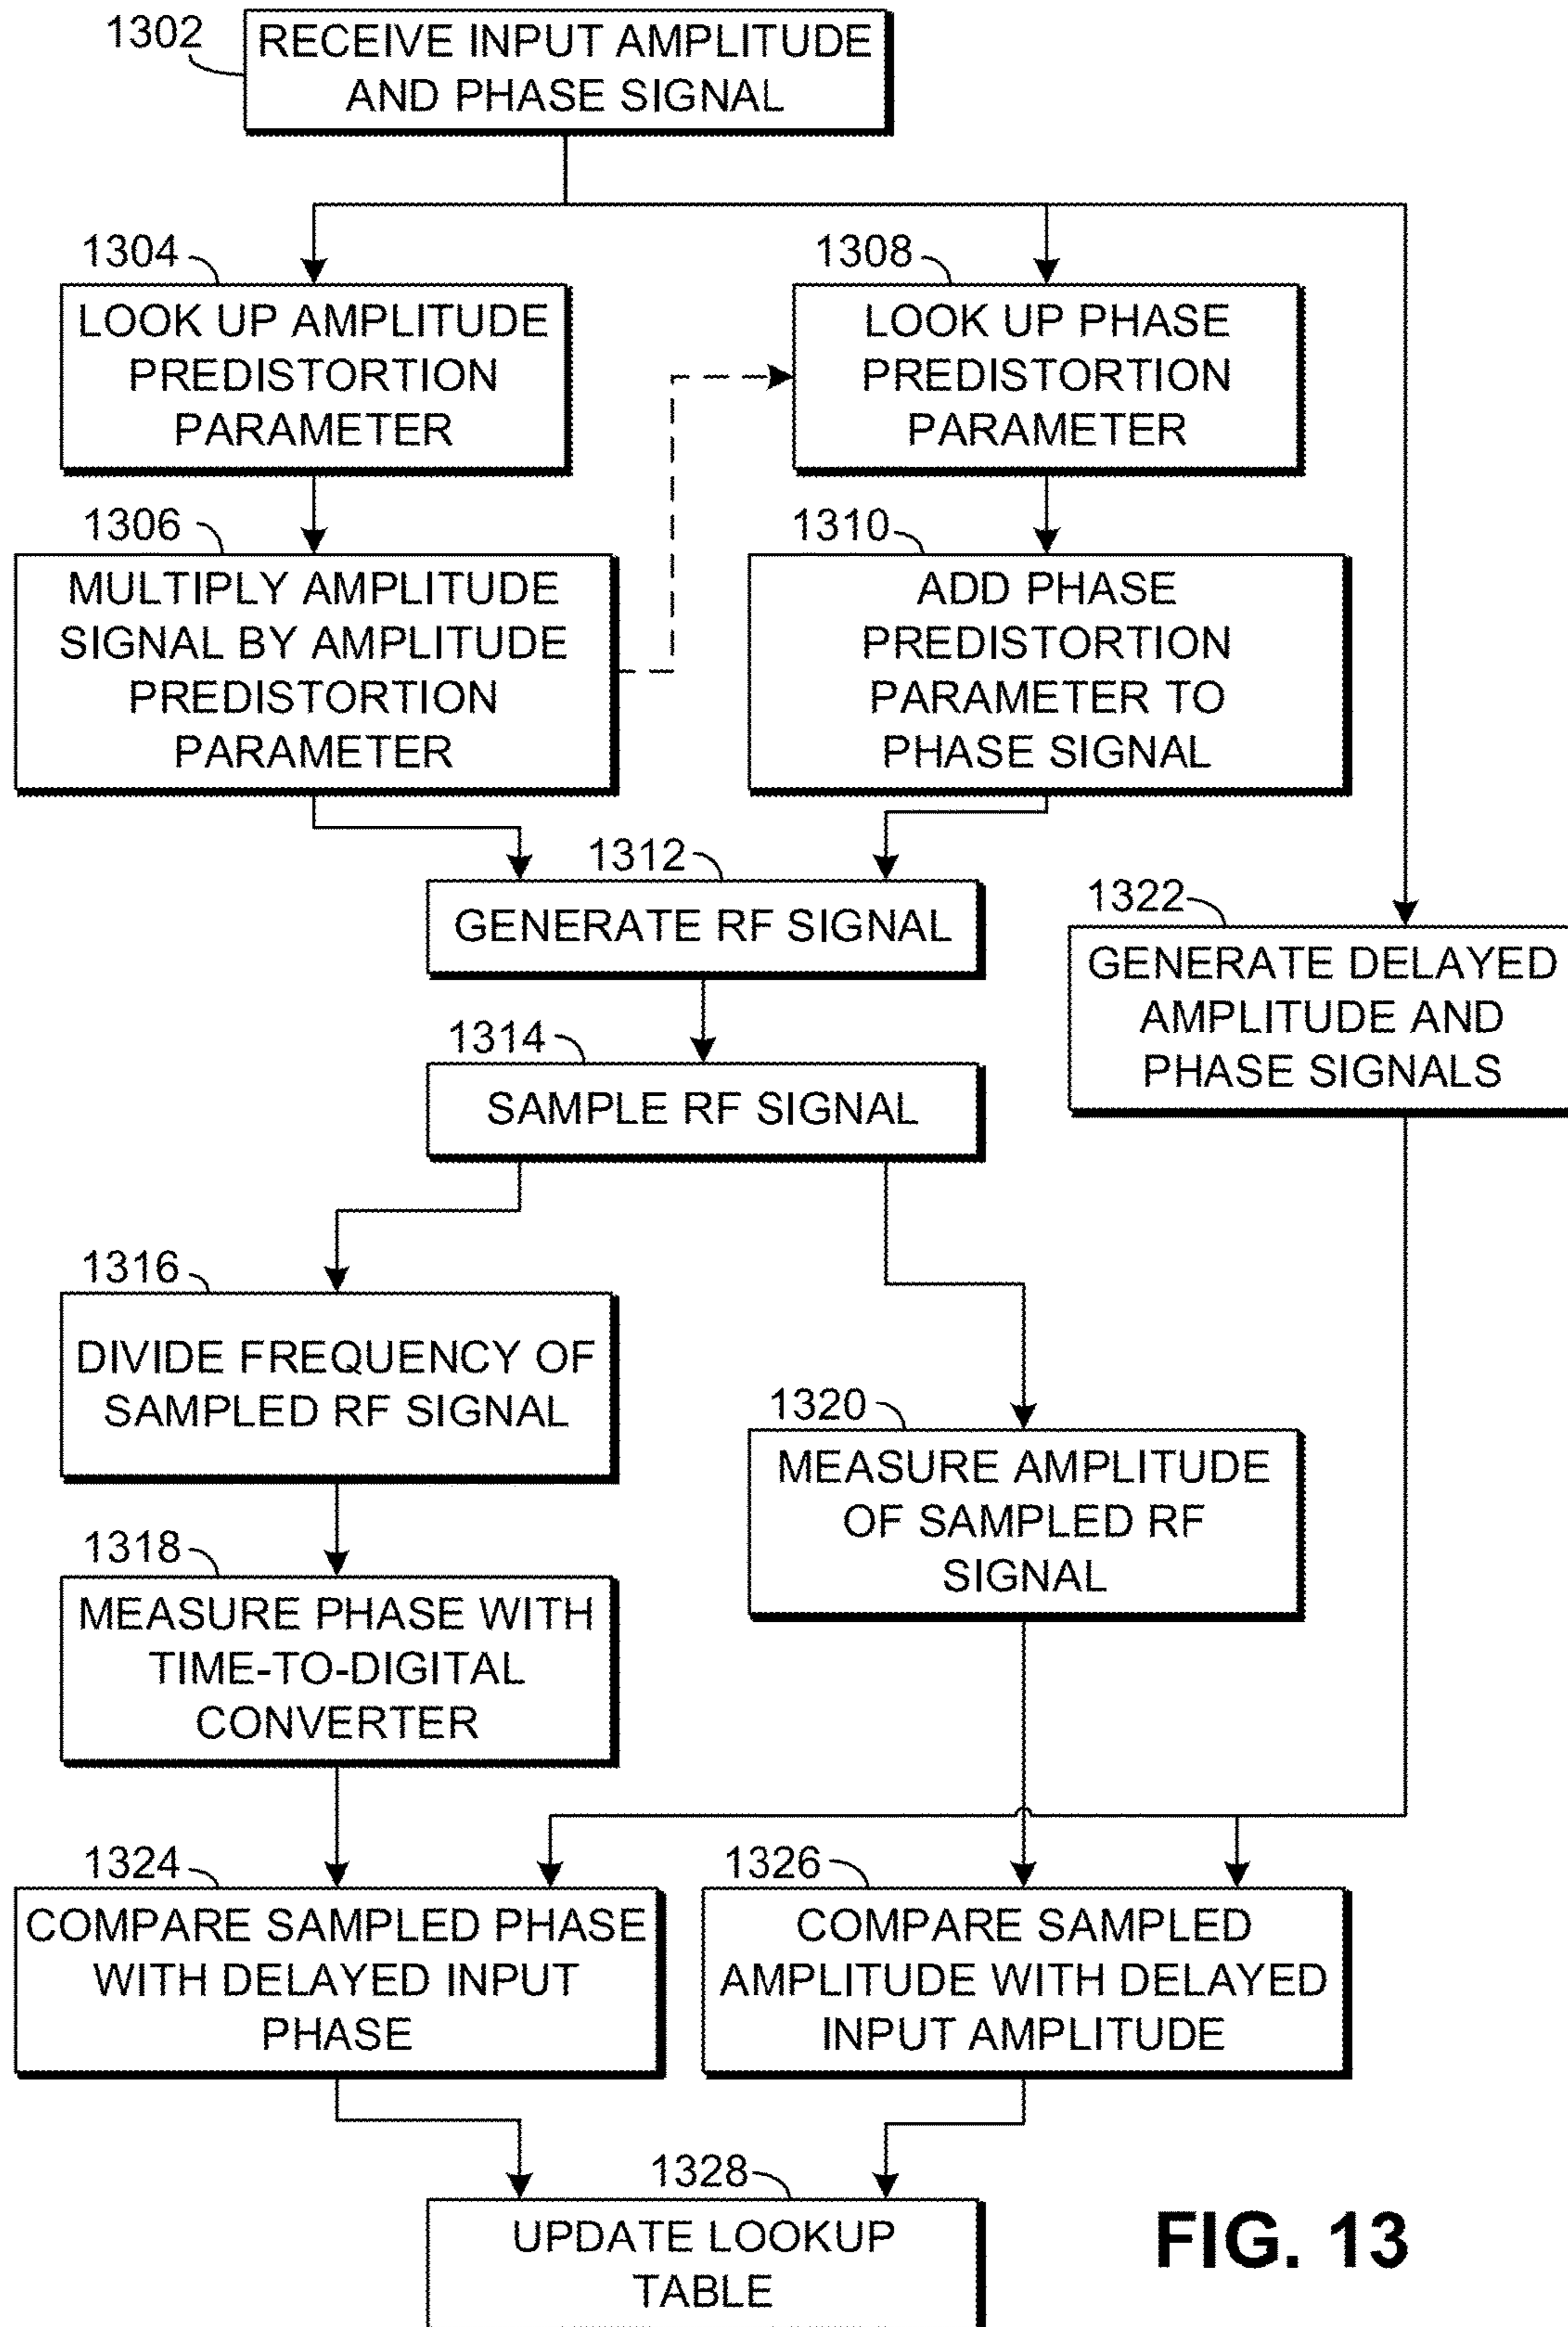 1302
RECEIVE INPUT AMPLITUDE
AND PHASE SIGNAL
1304
LOOK UP AMPLITUDE
PREDISTORTION
PARAMETER
1308
LOOK UP PHASE
PREDISTORTION
PARAMETER
1306
MULTIPLY AMPLITUDE
SIGNAL BY AMPLITUDE
PREDISTORTION
PARAMETER
1310
ADD PHASE
PREDISTORTION
PARAMETER TO
PHASE SIGNAL
1312
GENERATE RF SIGNAL
1322
GENERATE DELAYED
AMPLITUDE AND
PHASE SIGNALS
1314
SAMPLE RF SIGNAL
1316
DIVIDE FREQUENCY OF
SAMPLED RF SIGNAL
1320
MEASURE AMPLITUDE
OF SAMPLED RF
SIGNAL
1318
MEASURE PHASE WITH
TIME-TO-DIGITAL
CONVERTER
1324
COMPARE SAMPLED PHASE
WITH DELAYED INPUT
PHASE
1326
COMPARE SAMPLED
AMPLITUDE WITH DELAYED
INPUT AMPLITUDE
1328
UPDATE LOOKUP
TABLE
FIG. 13